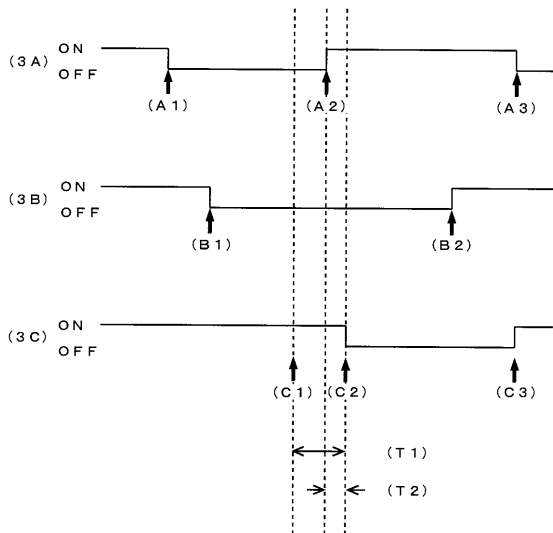 ON
(3A)
OFF
(A1) (A2) (A3)
ON
(3B)
OFF
(B1) (B2)
ON
(3C)
OFF
(C1) (C2) (C3)
(T1)
(T2)